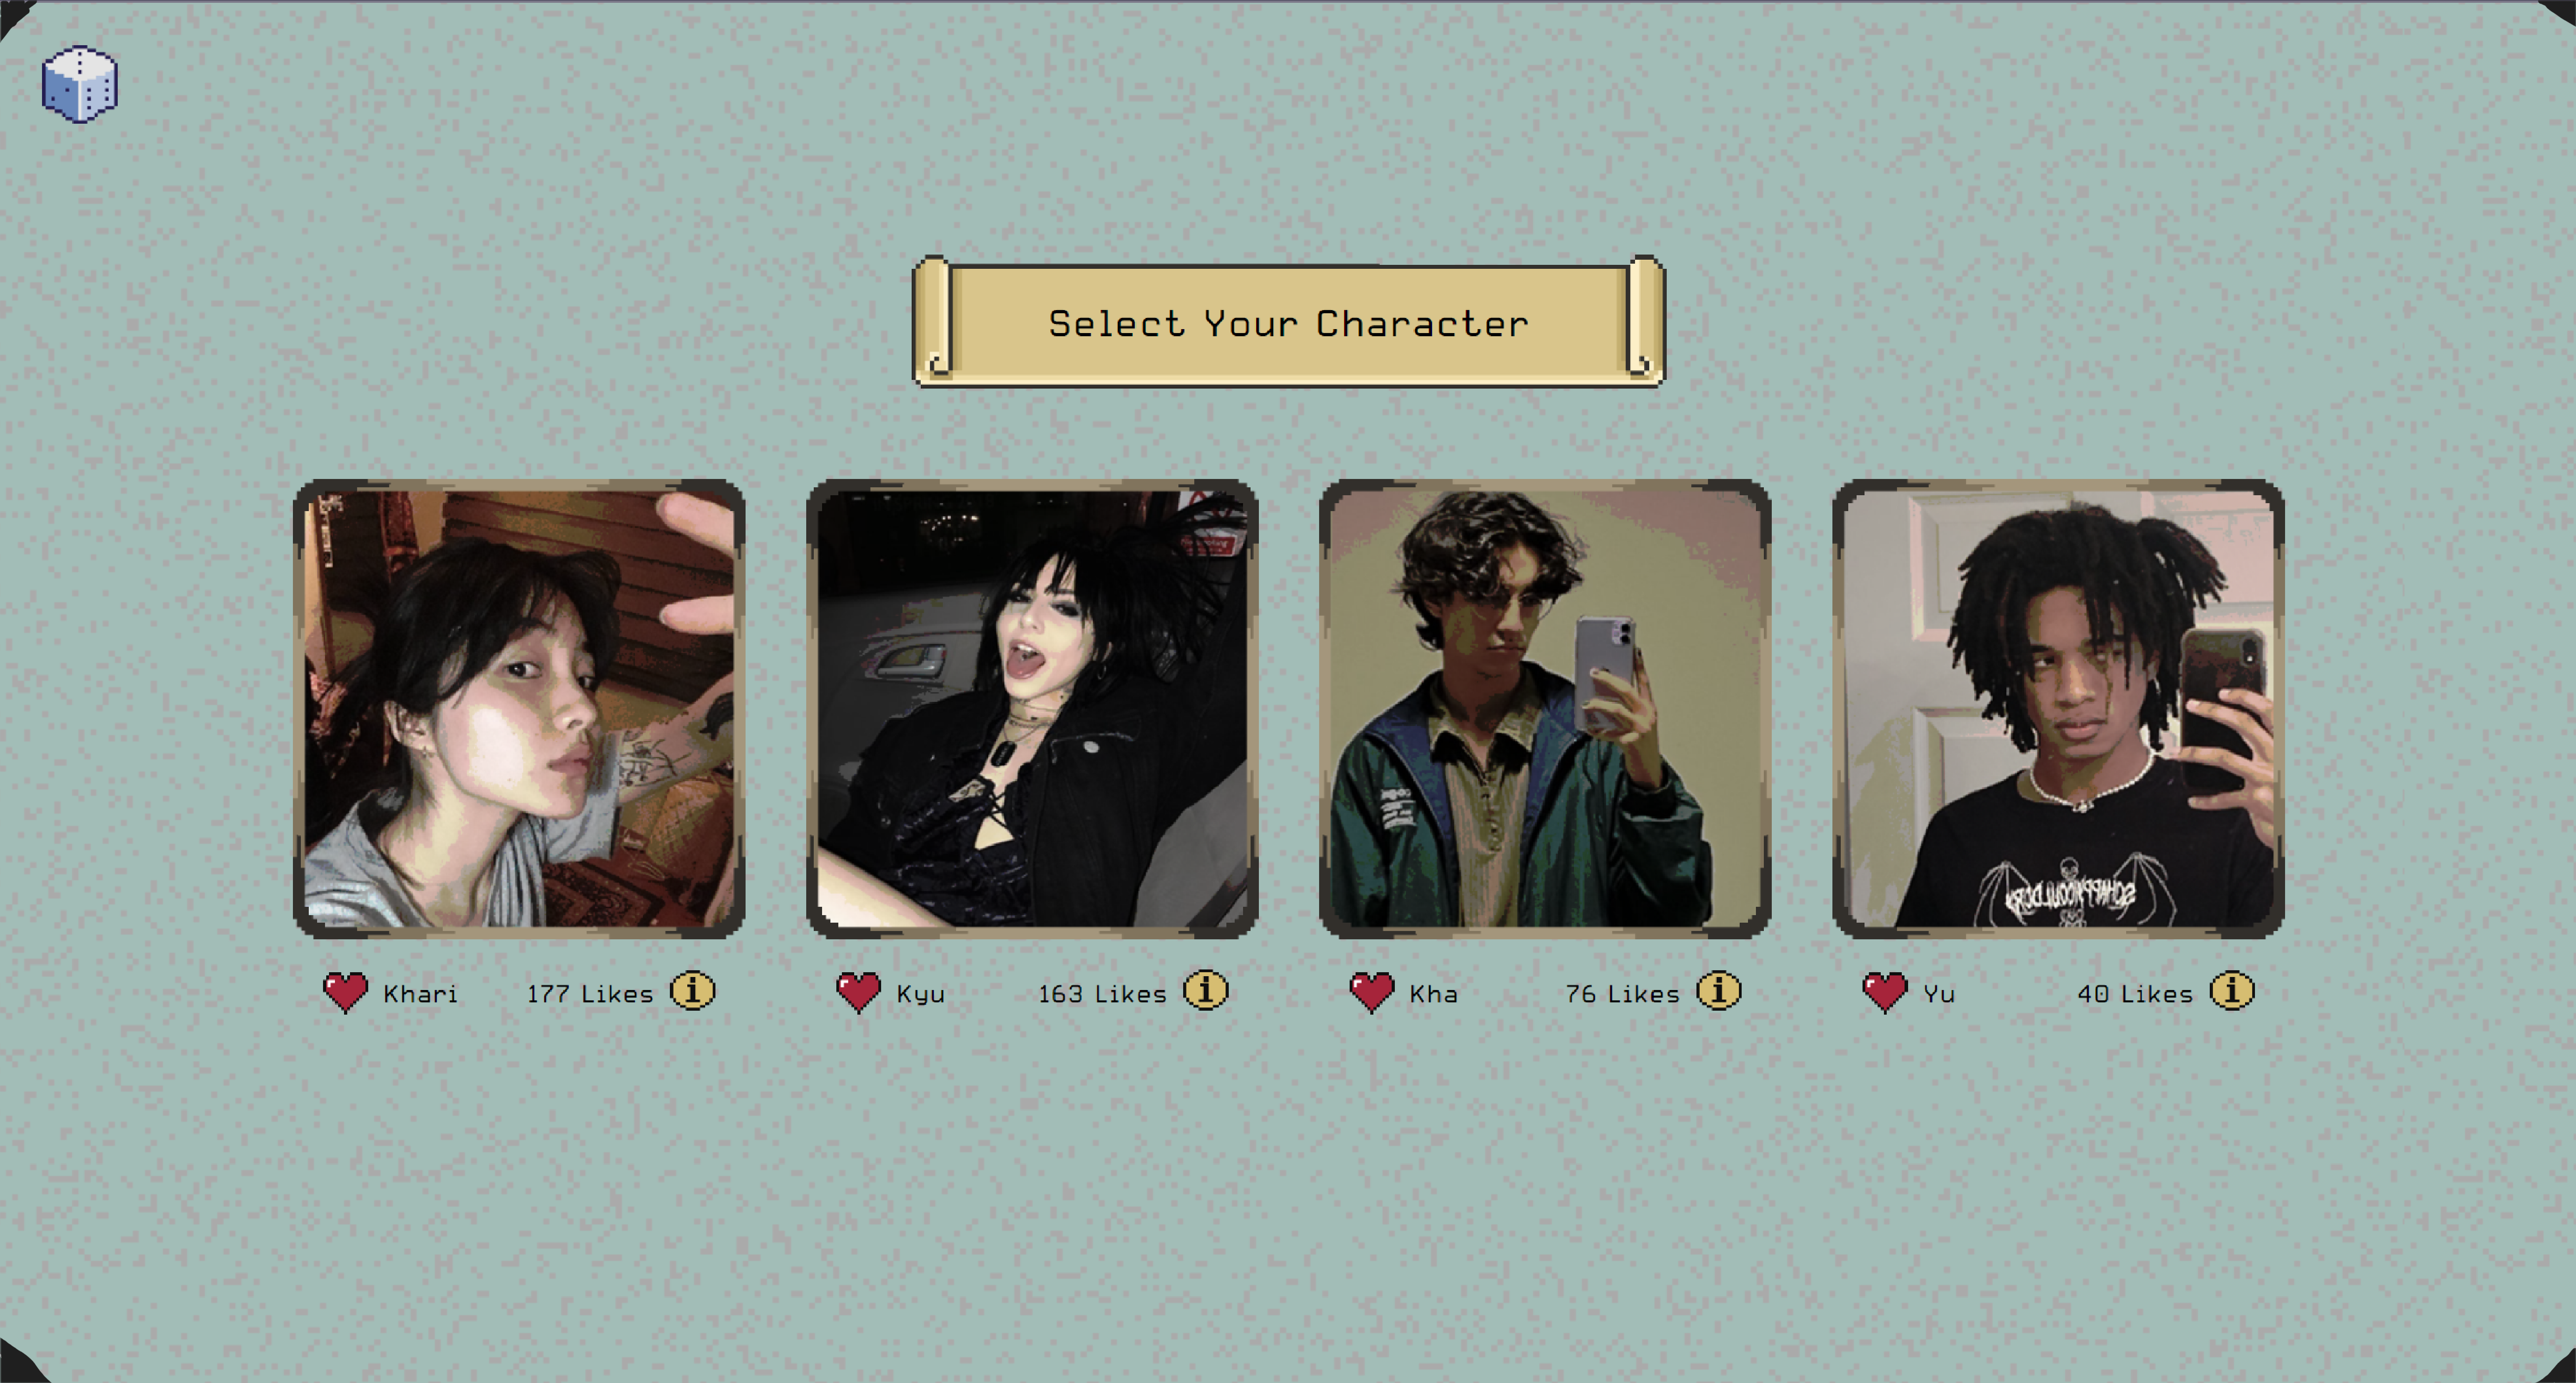 Select Your Character
Khari 177 Likes i
Kyu 163 Likes i
Kha 76 Likes i
Yu 40 Likes i